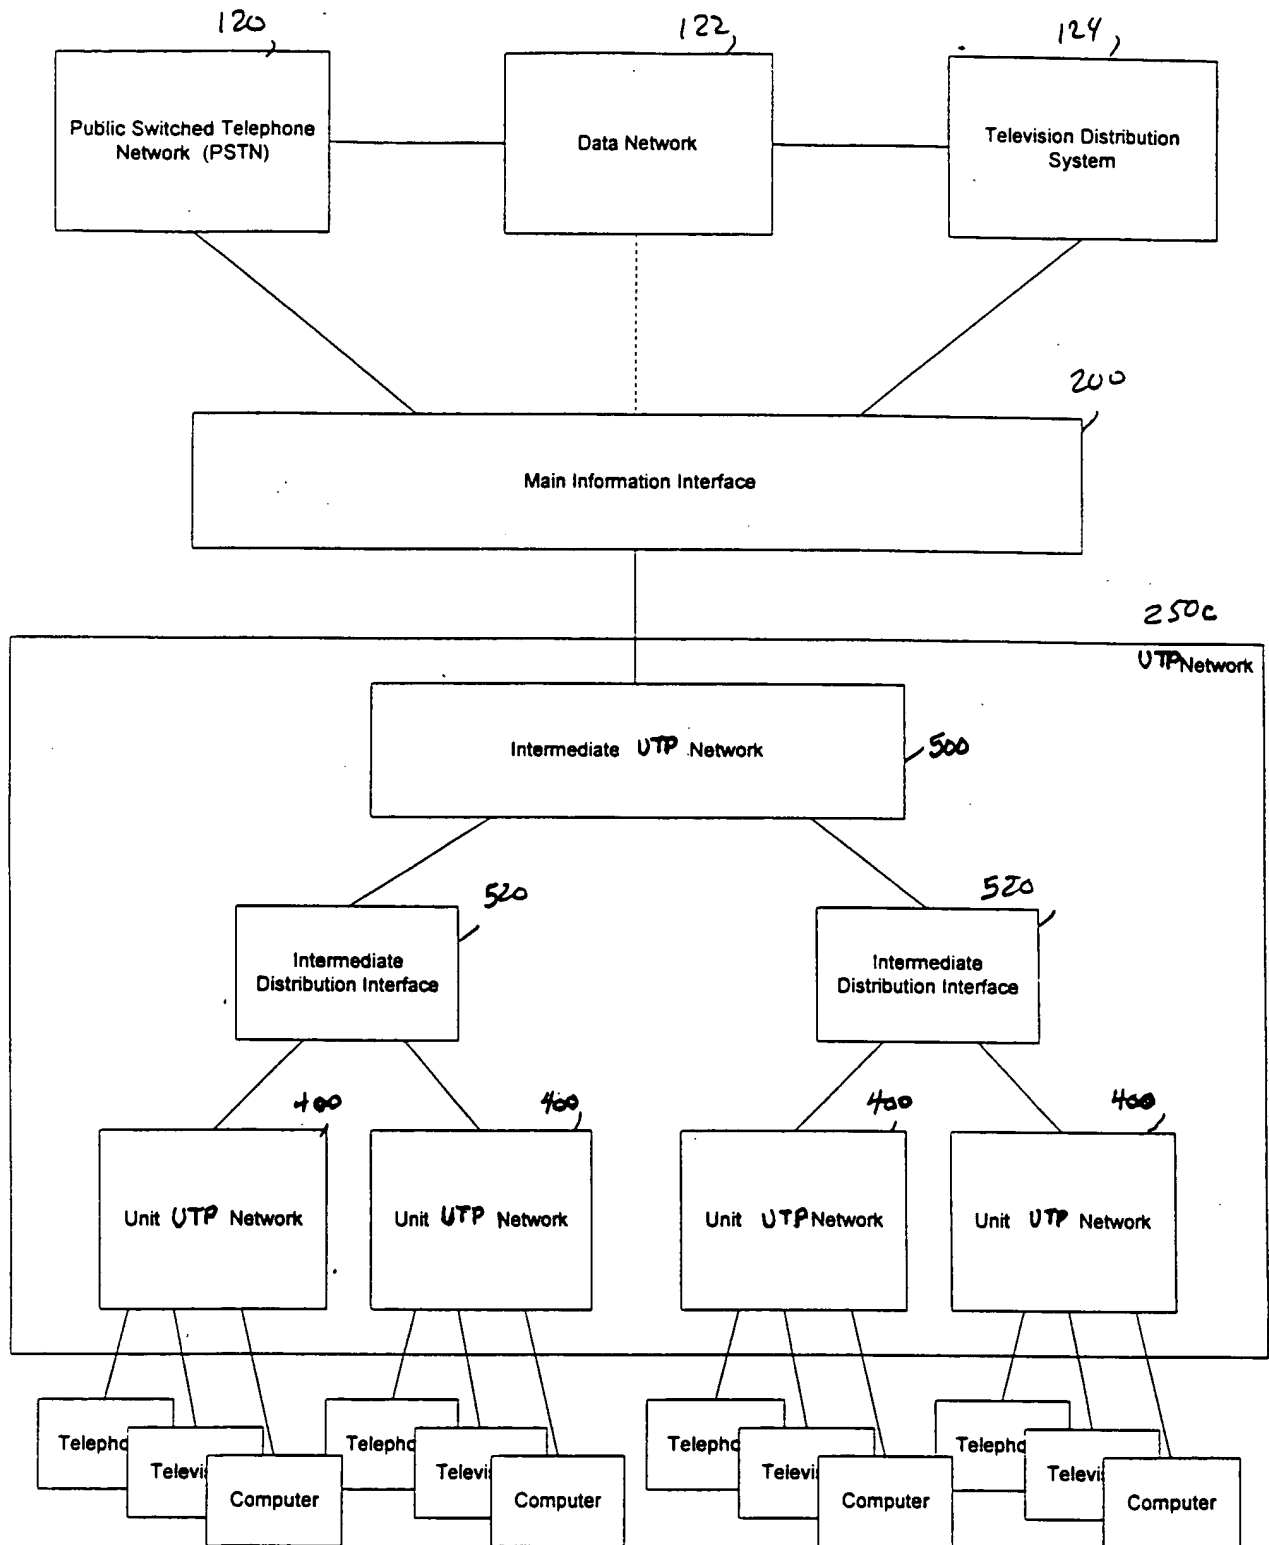 120
122
124
Public Switched Telephone
Network (PSTN)
Data Network
Television Distribution
System
200
Main Information Interface
250c
UTP Network
Intermediate UTP Network
500
520
520
Intermediate
Distribution Interface
Intermediate
Distribution Interface
400
400
400
400
Unit UTP Network
Unit UTP Network
Unit UTP Network
Unit UTP Network
Telepho
Telepho
Telepho
Telepho
Televis
Televis
Televi
Televi
Computer
Computer
Computer
Computer